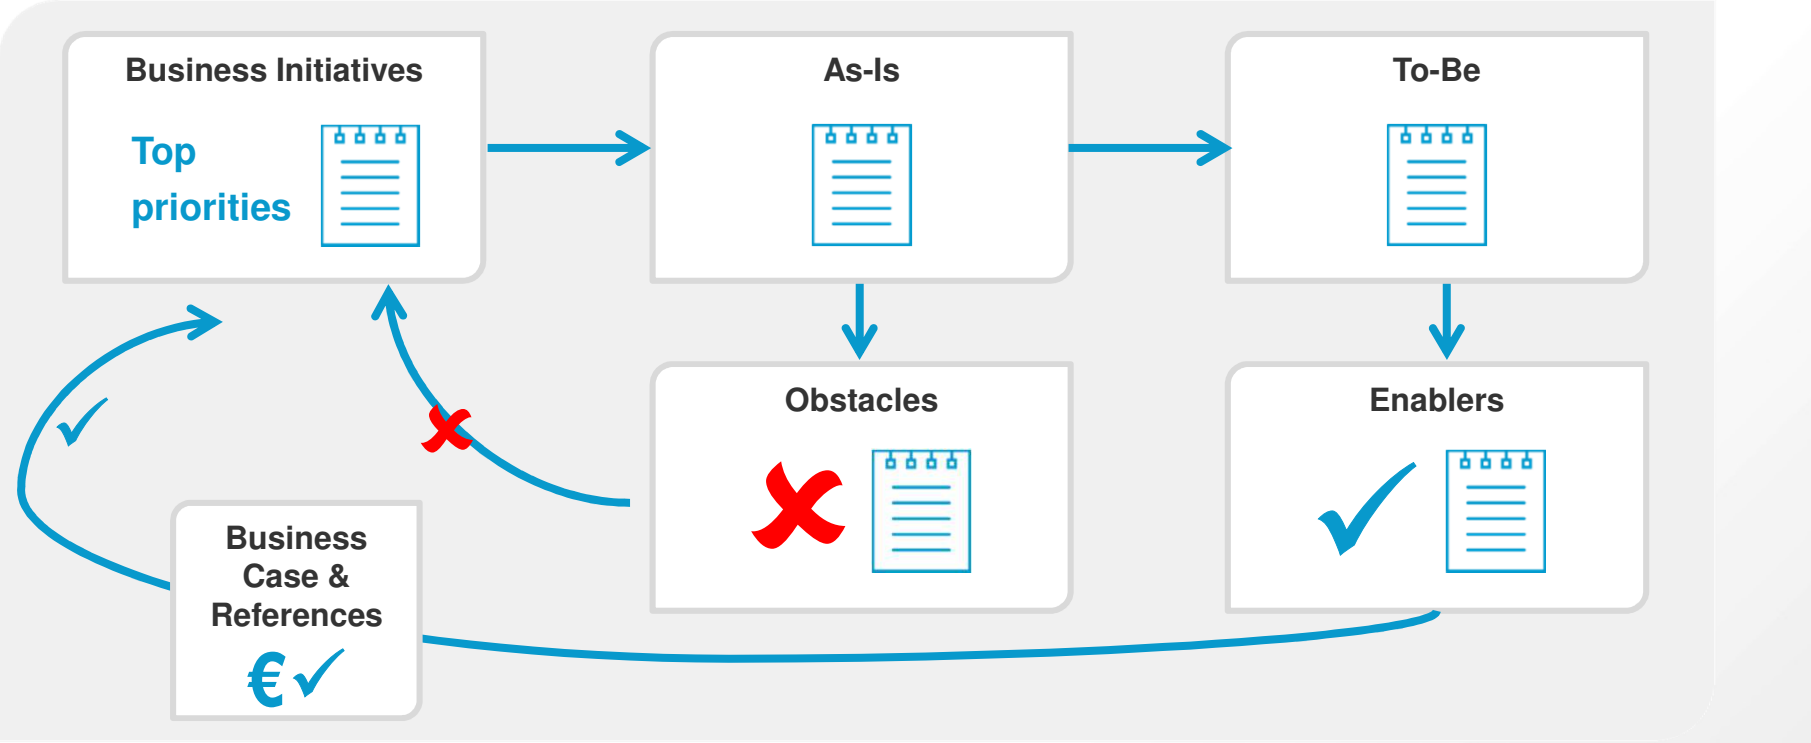 Business Initiatives
Top
priorities
As-Is
To-Be
Obstacles
Enablers
Business
Case &
References
€